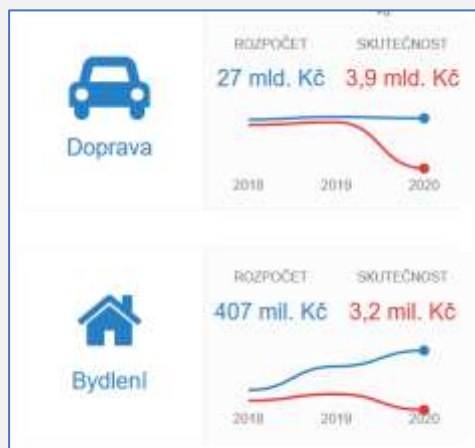 ROZPOČET SKUTEČNOST
27 mld. Kč 3,9 mld. Kč
Doprava
2018 2019 2020
ROZPOČET SKUTEČNOST
407 mil. Kč 3,2 mil. Kč
Bydlení
2018 2019 2020